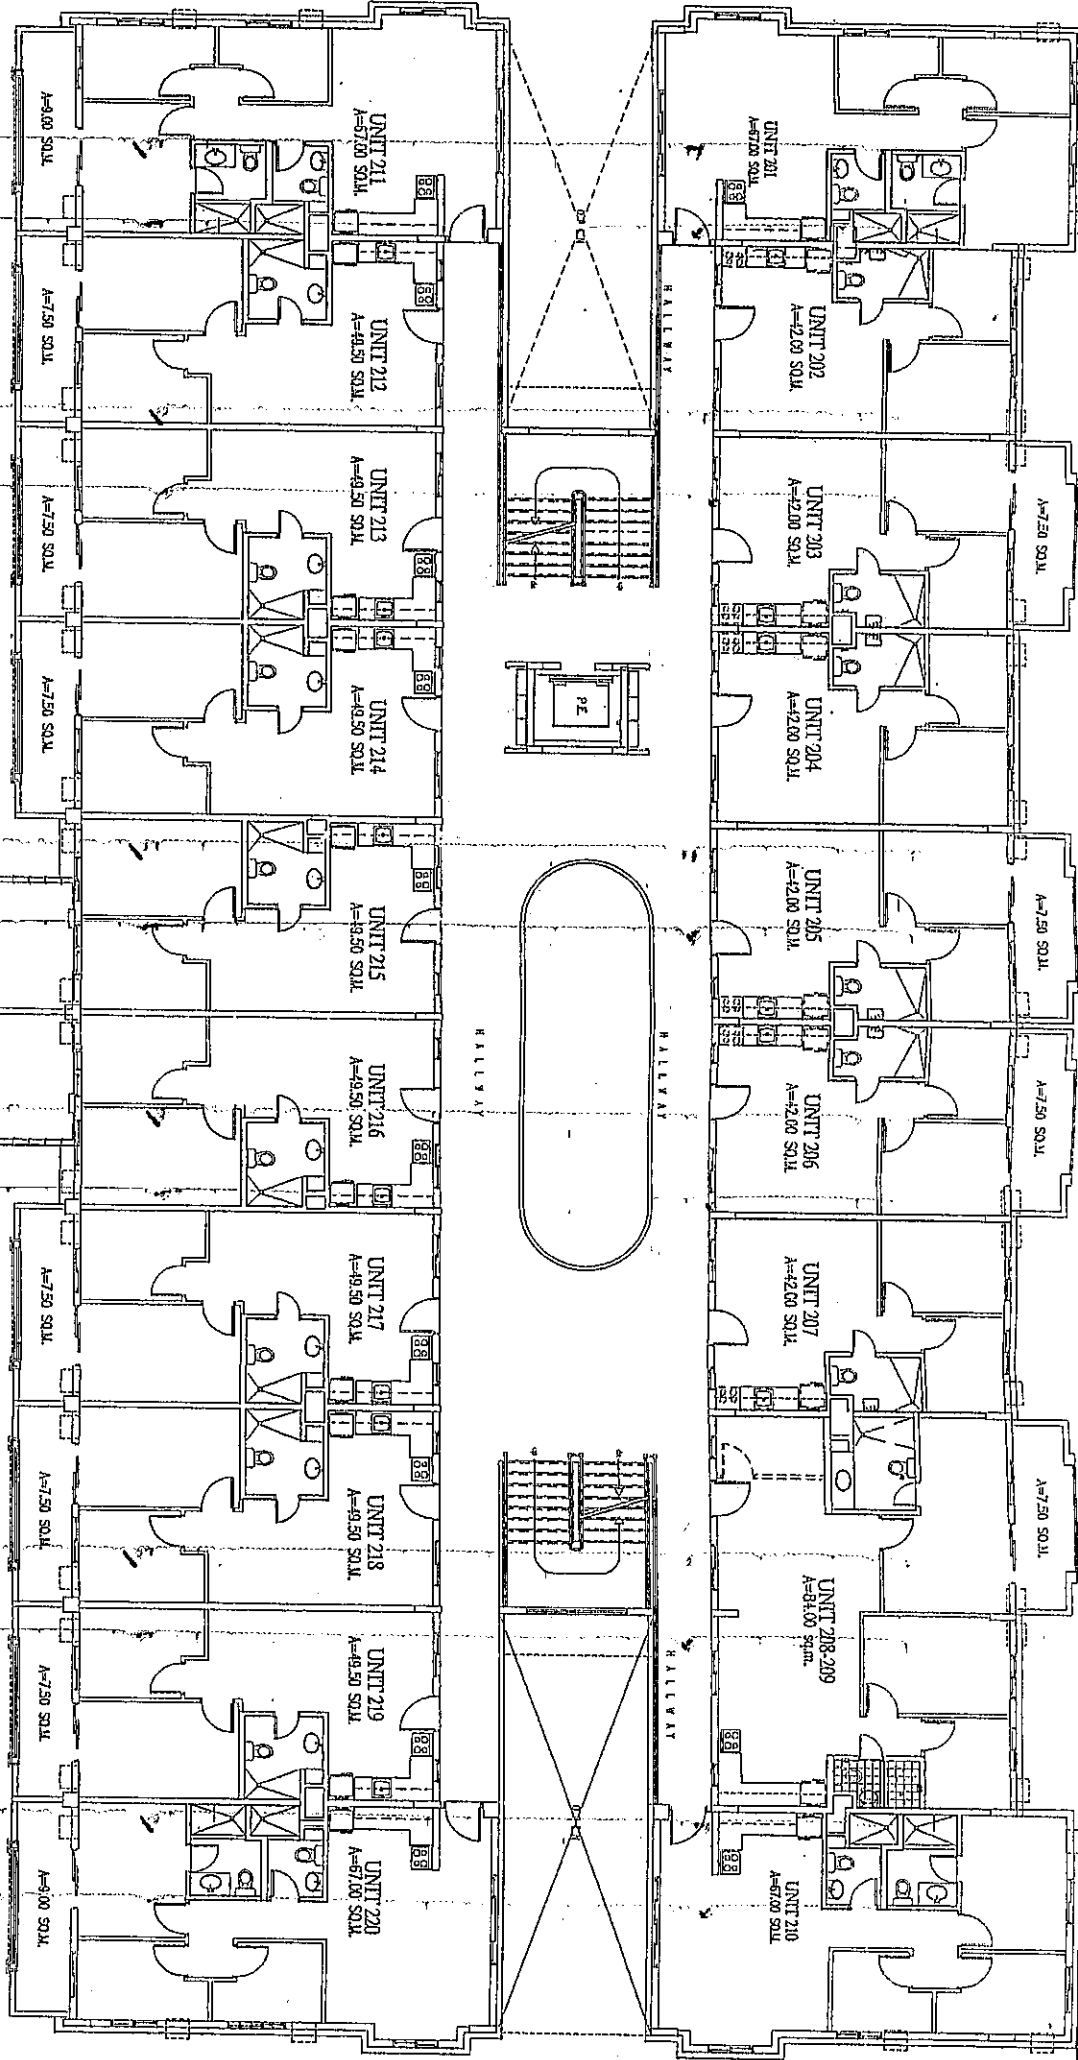 UNIT 201
A=67.00 SQ.M.
UNIT 202
A=42.00 SQ.M.
UNIT 203
A=42.00 SQ.M.
A=7.50 SQ.M.
UNIT 204
A=42.00 SQ.M.
UNIT 205
A=42.00 SQ.M.
A=7.50 SQ.M.
UNIT 206
A=42.00 SQ.M.
A=7.50 SQ.M.
UNIT 207
A=42.00 SQ.M.
UNIT 208-209
A=84.00 sq.m.
A=7.50 SQ.M.
UNIT 210
A=67.00 SQ.M.
HALLWAY
HALLWAY
HALLWAY
HALLWAY
P.E.
UNIT 211
A=67.00 SQ.M.
A=9.00 SQ.M.
UNIT 212
A=49.50 SQ.M.
A=7.50 SQ.M.
UNIT 213
A=49.50 SQ.M.
A=7.50 SQ.M.
UNIT 214
A=49.50 SQ.M.
A=7.50 SQ.M.
UNIT 215
A=49.50 SQ.M.
UNIT 216
A=49.50 SQ.M.
UNIT 217
A=49.50 SQ.M.
A=7.50 SQ.M.
UNIT 218
A=49.50 SQ.M.
A=7.50 SQ.M.
UNIT 219
A=49.50 SQ.M.
A=7.50 SQ.M.
UNIT 220
A=67.00 SQ.M.
A=9.00 SQ.M.